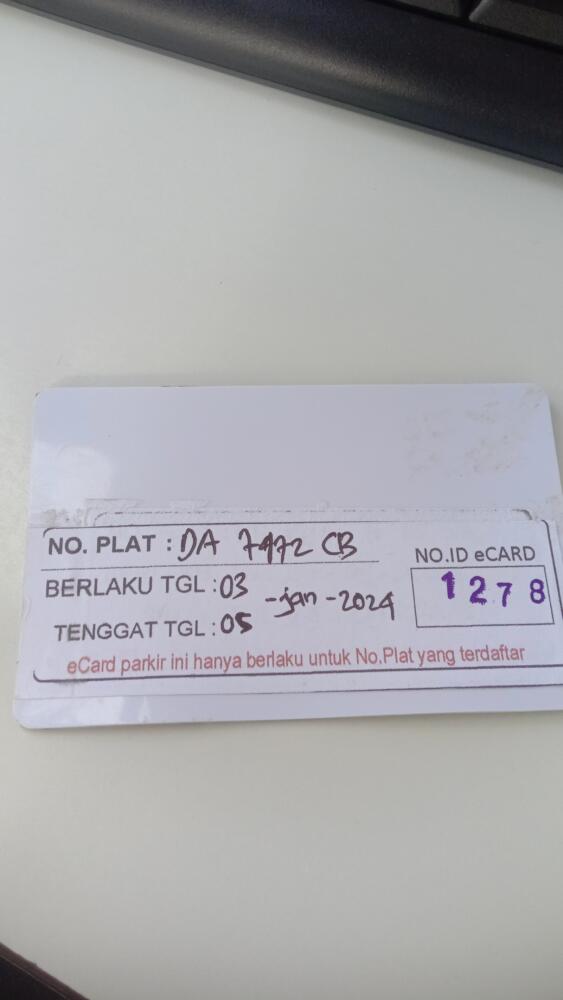 NO. PLAT : DA 7972 CB
NO.ID eCARD
BERLAKU TGL : 03
1278
-jan-2024
TENGGAT TGL : 05
eCard parkir ini hanya berlaku untuk No.Plat yang terdaftar